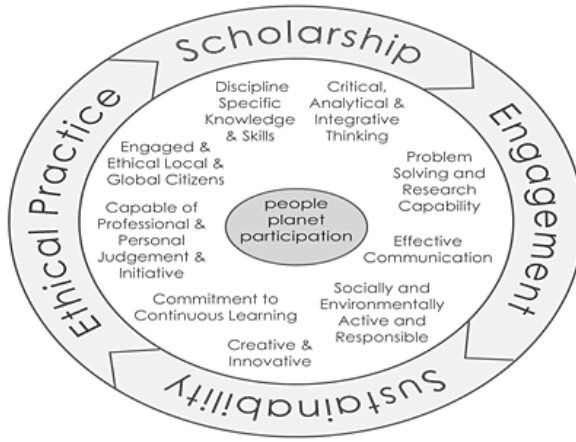 Scholarship
Engagement
Sustainability
Ethical Practice
Discipline
Specific
Knowledge
& Skills
Critical,
Analytical &
Integrative
Thinking
Problem
Solving and
Research
Capability
Effective
Communication
Socially and
Environmentally
Active and
Responsible
Creative &
Innovative
Commitment to
Continuous Learning
Capable of
Professional &
Personal
Judgement &
Initiative
Engaged &
Ethical Local &
Global Citizens
people
planet
participation